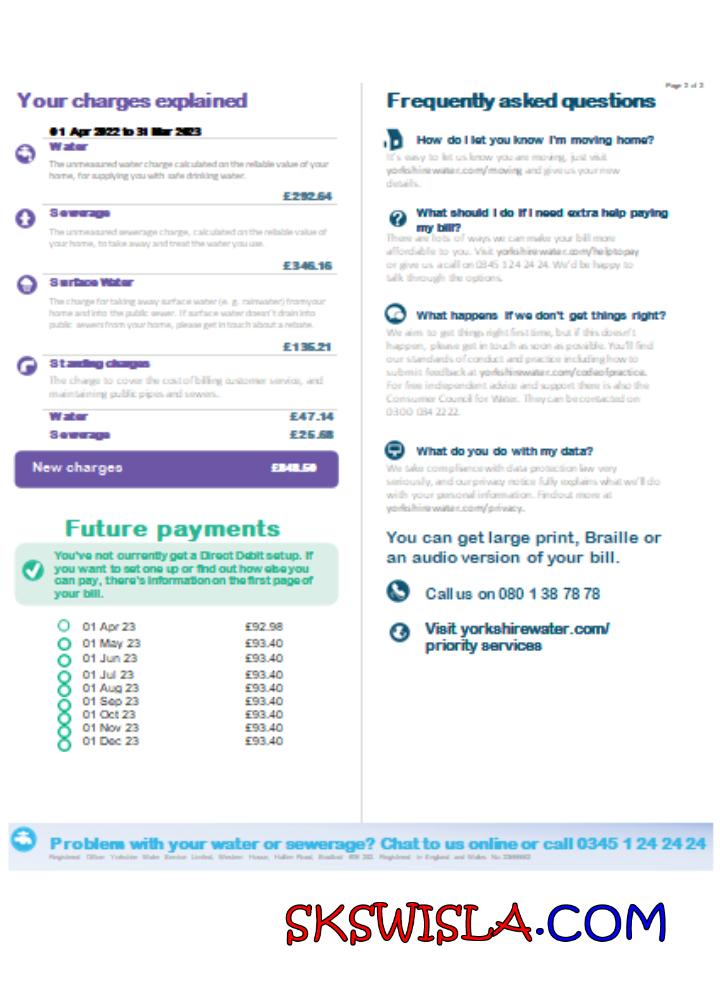 Page 2 of 2
Your charges explained
01 Apr 2022 to 31 Mar 2023
Water
The unmeasured water charge calculated on the reliable value of your
home, for supplying you with safe drinking water.
£292.64
Sewerage
The unmeasured sewerage charge, calculated on the reliable value of
your home, to take away and treat the water you use.
£346.16
Surface Water
The charge for taking away surface water (e. g. rainwater) from your
home and into the public sewer. If surface water doesn't drain into
public sewers from your home, please get in touch about a rebate.
£135.21
Standing charges
The charge to cover the cost of billing customer service, and
maintaining public pipes and sewers.
Water £47.14
Sewerage £25.68
New charges £848.50
Future payments
You've not currently get a Direct Debit setup. If
you want to set one up or find out how else you
can pay, there's information on the first page of
your bill.
01 Apr 23 £92.98
01 May 23 £93.40
01 Jun 23 £93.40
01 Jul 23 £93.40
01 Aug 23 £93.40
01 Sep 23 £93.40
01 Oct 23 £93.40
01 Nov 23 £93.40
01 Dec 23 £93.40
Frequently asked questions
How do I let you know I'm moving home?
It's easy to let us know you are moving, just visit
yorkshirewater.com/moving and give us your new
details.
What should I do if I need extra help paying
my bill?
There are lots of ways we can make your bill more
affordable to you. Visit yorkshirewater.com/helptopay
or give us a call on 0345 1 24 24 24. We'd be happy to
talk through the options.
What happens if we don't get things right?
We aim to get things right first time, but if this doesn't
happen, please get in touch as soon as possible. You'll find
our standards of conduct and practice including how to
submit feedback at yorkshirewater.com/codeofpractice.
For free independent advice and support there is also the
Consumer Council for Water. They can be contacted on
0300 034 2222.
What do you do with my data?
We take compliance with data protection law very
seriously, and our privacy notice fully explains what we'll do
with your personal information. Find out more at
yorkshirewater.com/privacy.
You can get large print, Braille or
an audio version of your bill.
Call us on 080 1 38 78 78
Visit yorkshirewater.com/
priority services
Problem with your water or sewerage? Chat to us online or call 0345 1 24 24 24
Registered Office Yorkshire Water Service Limited, Western House, Halifax Road, Bradford Registered in England and Wales No
SKSWISLA.COM